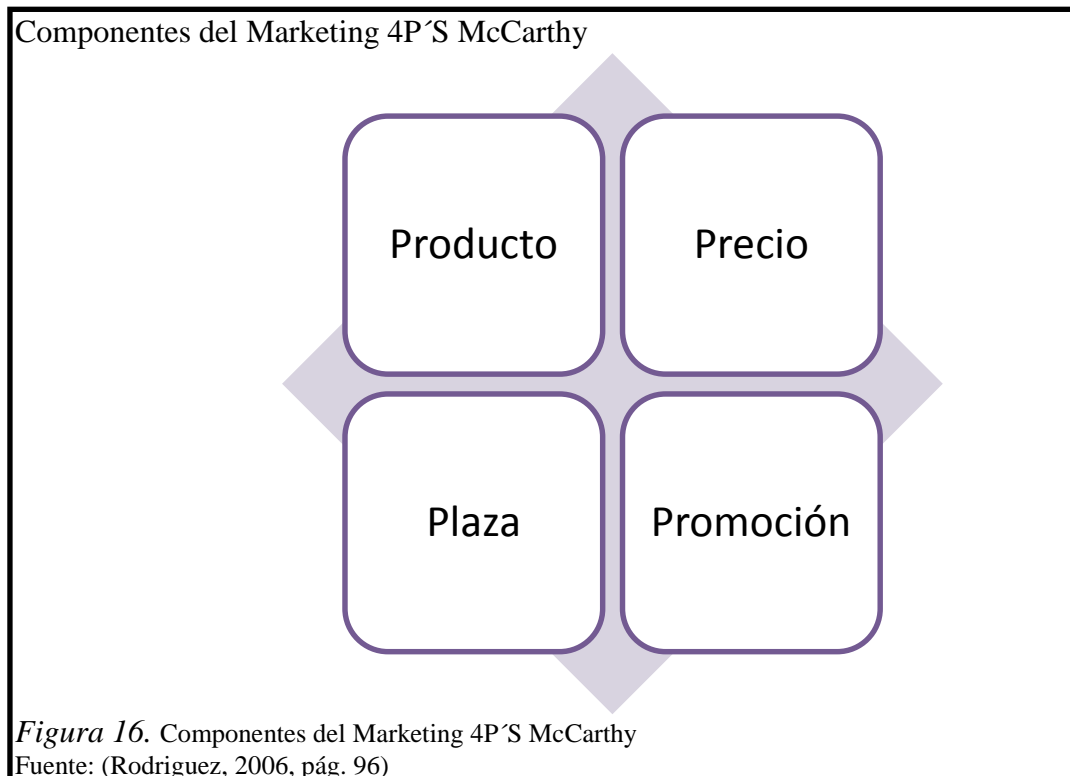 Componentes del Marketing 4P´S McCarthy
Producto
Precio
Plaza
Promoción
Figura 16. Componentes del Marketing 4P´S McCarthy
Fuente: (Rodriguez, 2006, pág. 96)